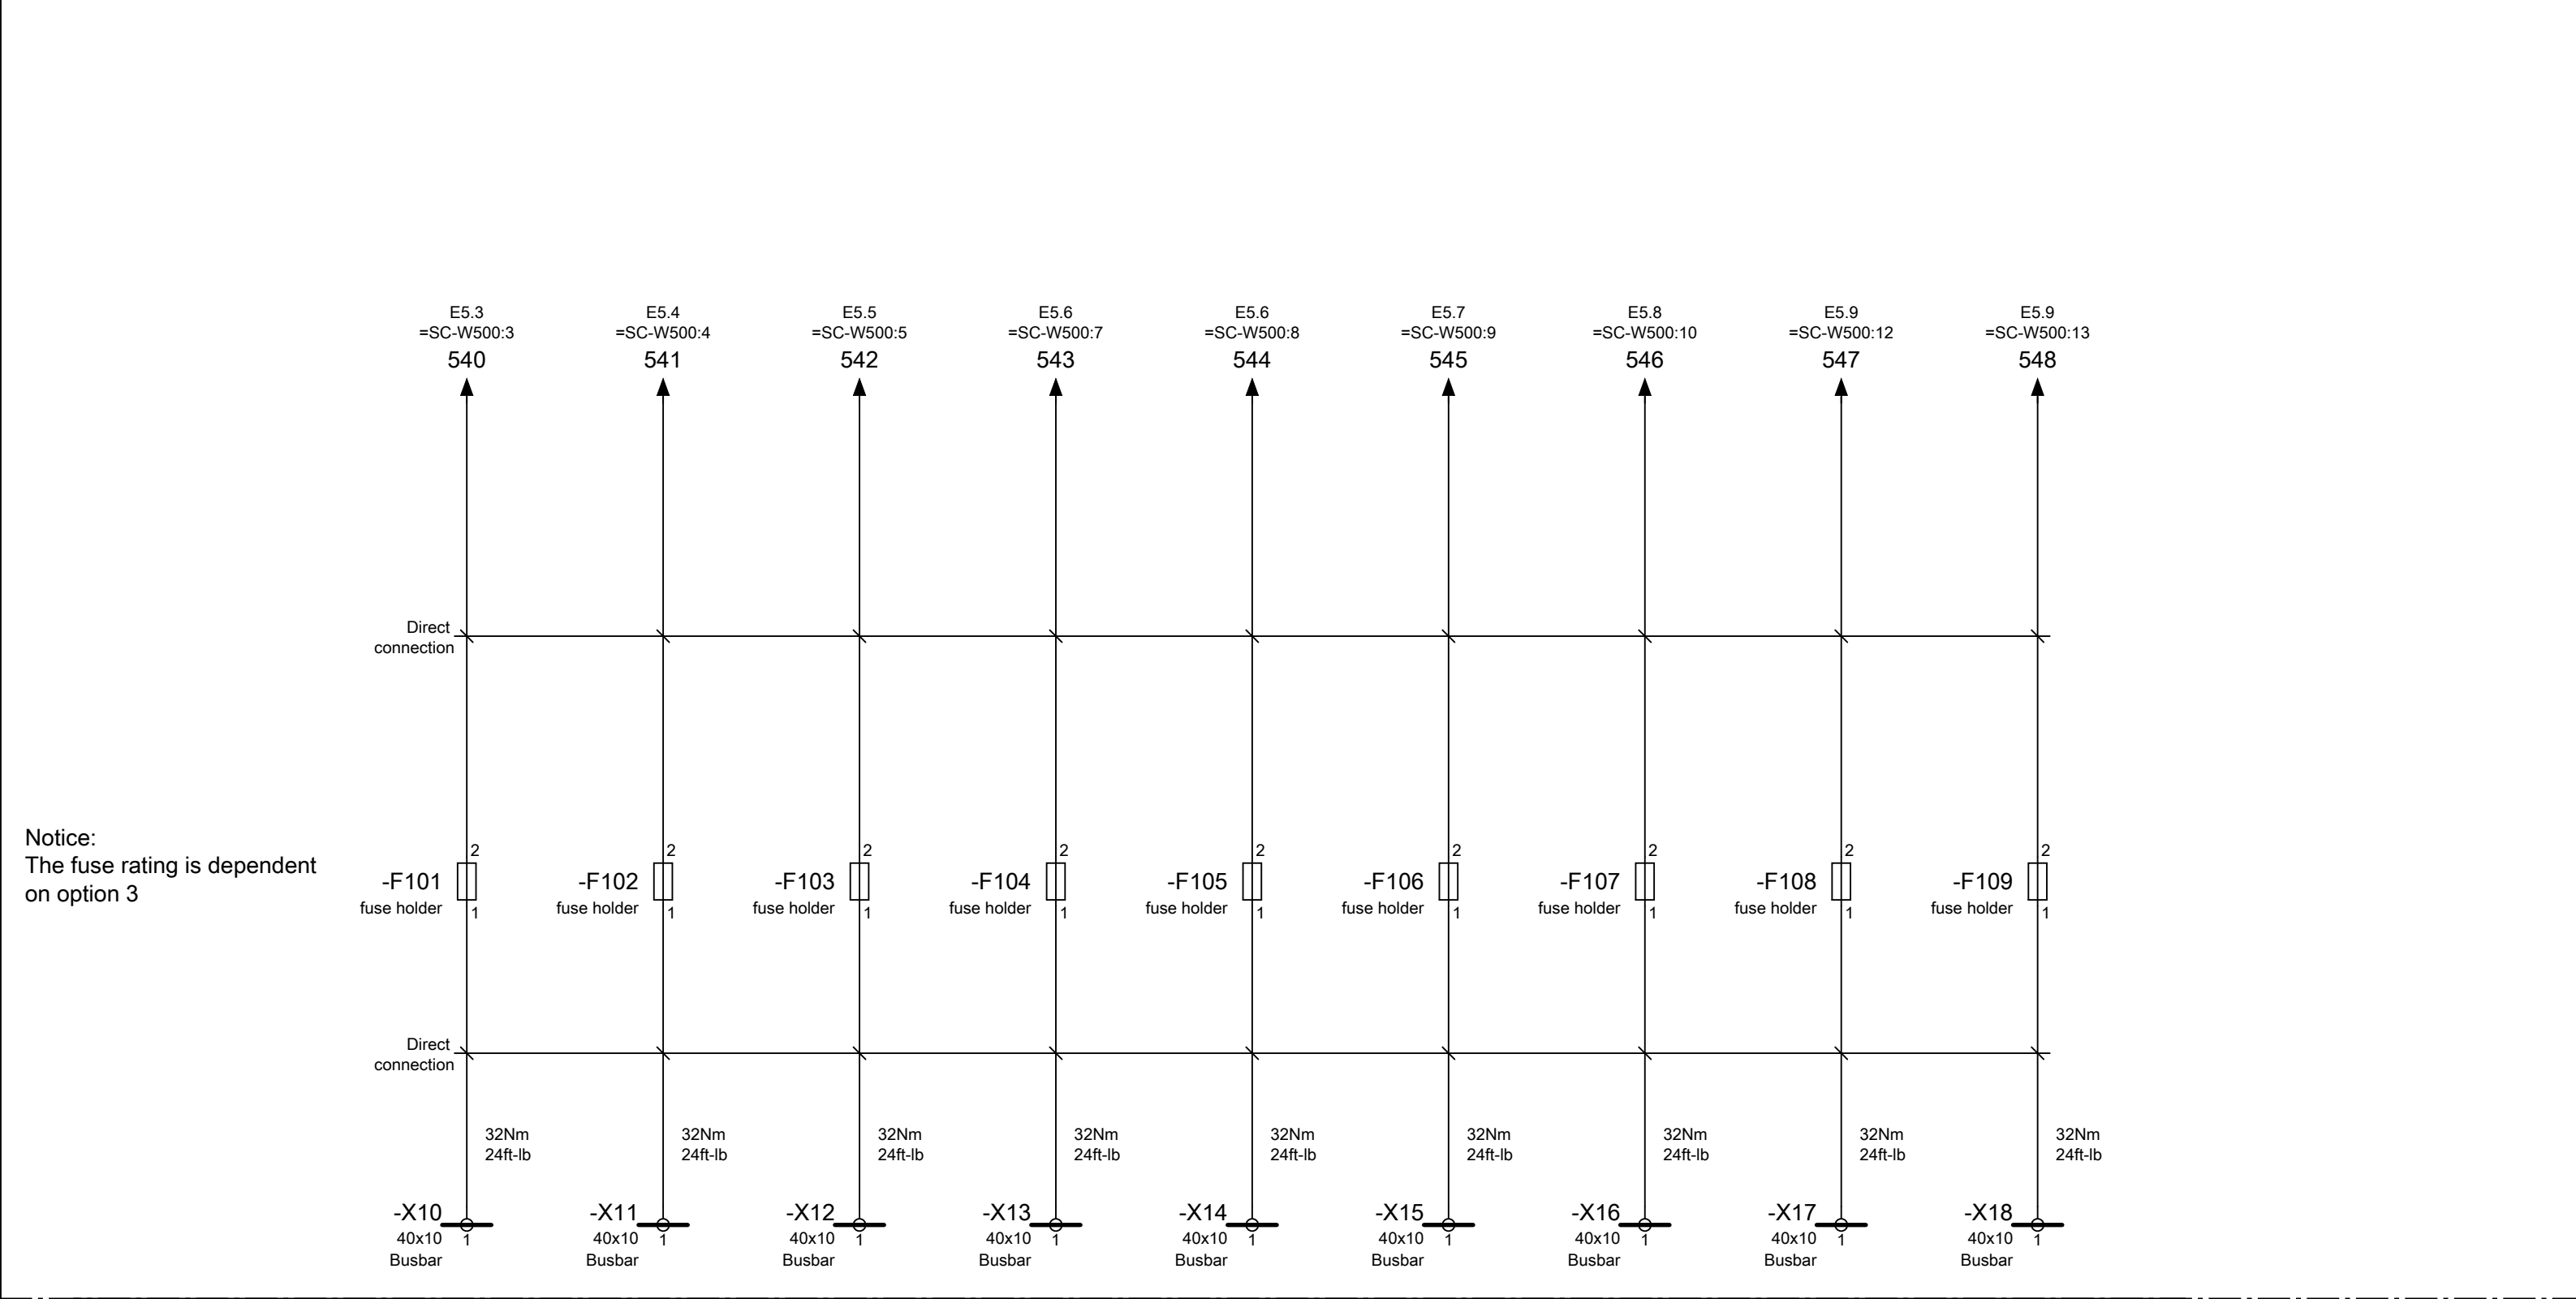 E5.3 E5.4 E5.5 E5.6 E5.6 E5.7 E5.8 E5.9 E5.9
=SC-W500:3 =SC-W500:4 =SC-W500:5 =SC-W500:7 =SC-W500:8 =SC-W500:9 =SC-W500:10 =SC-W500:12 =SC-W500:13
540 541 542 543 544 545 546 547 548
Direct
connection
Notice:
The fuse rating is dependent
on option 3
2 2 2 2 2 2 2 2 2
-F101 -F102 -F103 -F104 -F105 -F106 -F107 -F108 -F109
fuse holder 1 fuse holder 1 fuse holder 1 fuse holder 1 fuse holder 1 fuse holder 1 fuse holder 1 fuse holder 1 fuse holder 1
Direct
connection
32Nm 32Nm 32Nm 32Nm 32Nm 32Nm 32Nm 32Nm 32Nm
24ft-lb 24ft-lb 24ft-lb 24ft-lb 24ft-lb 24ft-lb 24ft-lb 24ft-lb 24ft-lb
-X10 -X11 -X12 -X13 -X14 -X15 -X16 -X17 -X18
40x10 1 40x10 1 40x10 1 40x10 1 40x10 1 40x10 1 40x10 1 40x10 1 40x10 1
Busbar Busbar Busbar Busbar Busbar Busbar Busbar Busbar Busbar